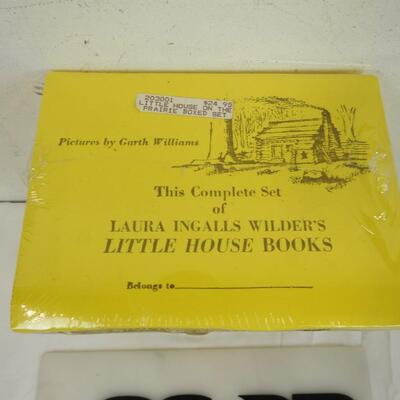 203001 $24.95
LITTLE HOUSE ON THE
PRAIRIE BOXED SET
Pictures by Garth Williams
This Complete Set
of
LAURA INGALLS WILDER'S
LITTLE HOUSE BOOKS
Belongs to